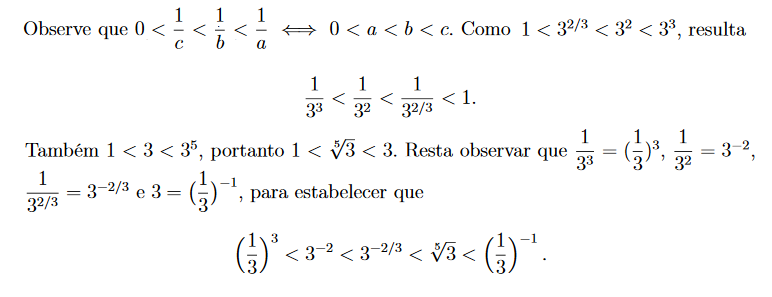 Observe que $0 < \frac{1}{c} < \frac{1}{b} < \frac{1}{a} \iff 0 < a < b < c$. Como $1 < 3^{2/3} < 3^2 < 3^3$, resulta
$\frac{1}{3^3} < \frac{1}{3^2} < \frac{1}{3^{2/3}} < 1.$
Também $1 < 3 < 3^5$, portanto $1 < \sqrt[5]{3} < 3$. Resta observar que $\frac{1}{3^3} = (\frac{1}{3})^3$, $\frac{1}{3^2} = 3^{-2}$,
$\frac{1}{3^{2/3}} = 3^{-2/3}$ e $3 = (\frac{1}{3})^{-1}$, para estabelecer que
$\left(\frac{1}{3}\right)^3 < 3^{-2} < 3^{-2/3} < \sqrt[5]{3} < \left(\frac{1}{3}\right)^{-1}.$